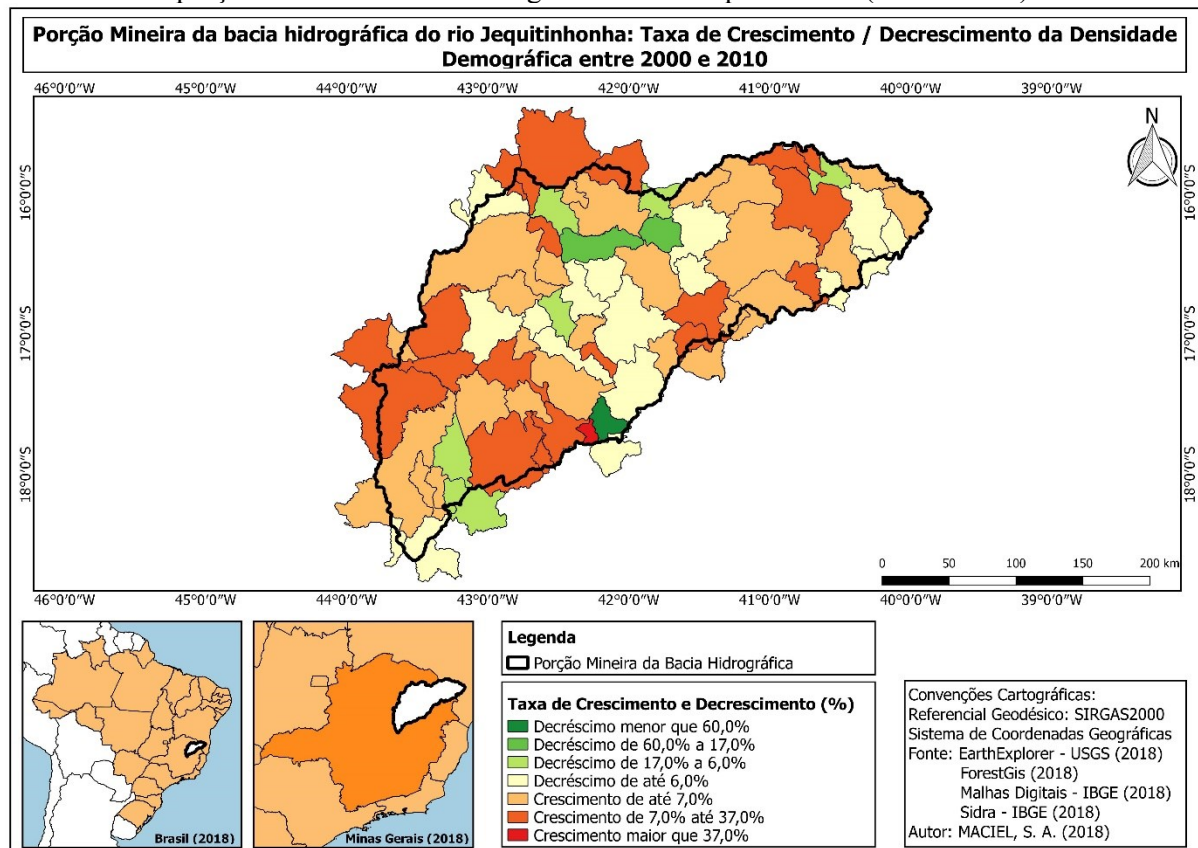 Porção Mineira da bacia hidrográfica do rio Jequitinhonha: Taxa de Crescimento / Decrescimento da Densidade
Demográfica entre 2000 e 2010
46°0'0"W 45°0'0"W 44°0'0"W 43°0'0"W 42°0'0"W 41°0'0"W 40°0'0"W 39°0'0"W
N
16°0'0"S 16°0'0"S
17°0'0"S 17°0'0"S
18°0'0"S 18°0'0"S
0 50 100 150 200 km
46°0'0"W 45°0'0"W 44°0'0"W 43°0'0"W 42°0'0"W 41°0'0"W 40°0'0"W 39°0'0"W
Brasil (2018)
Minas Gerais (2018)
Legenda
Porção Mineira da Bacia Hidrográfica
Taxa de Crescimento e Decrescimento (%)
Decréscimo menor que 60,0%
Decréscimo de 60,0% a 17,0%
Decréscimo de 17,0% a 6,0%
Decréscimo de até 6,0%
Crescimento de até 7,0%
Crescimento de 7,0% até 37,0%
Crescimento maior que 37,0%
Convenções Cartográficas:
Referencial Geodésico: SIRGAS2000
Sistema de Coordenadas Geográficas
Fonte: EarthExplorer - USGS (2018)
ForestGis (2018)
Malhas Digitais - IBGE (2018)
Sidra - IBGE (2018)
Autor: MACIEL, S. A. (2018)